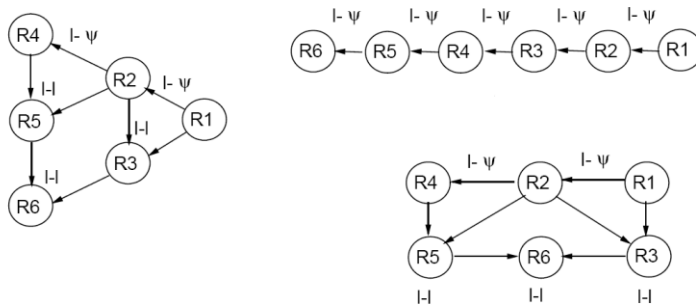 |- ψ |- ψ |- ψ |- ψ |- ψ
R6 R5 R4 R3 R2 R1
R4 |- ψ
R2 |- ψ
|-|
R5 |-| R1
R3
|-|
R6
|- ψ |- ψ
R4 R2 R1
R5 R6 R3
|-| |-| |-|